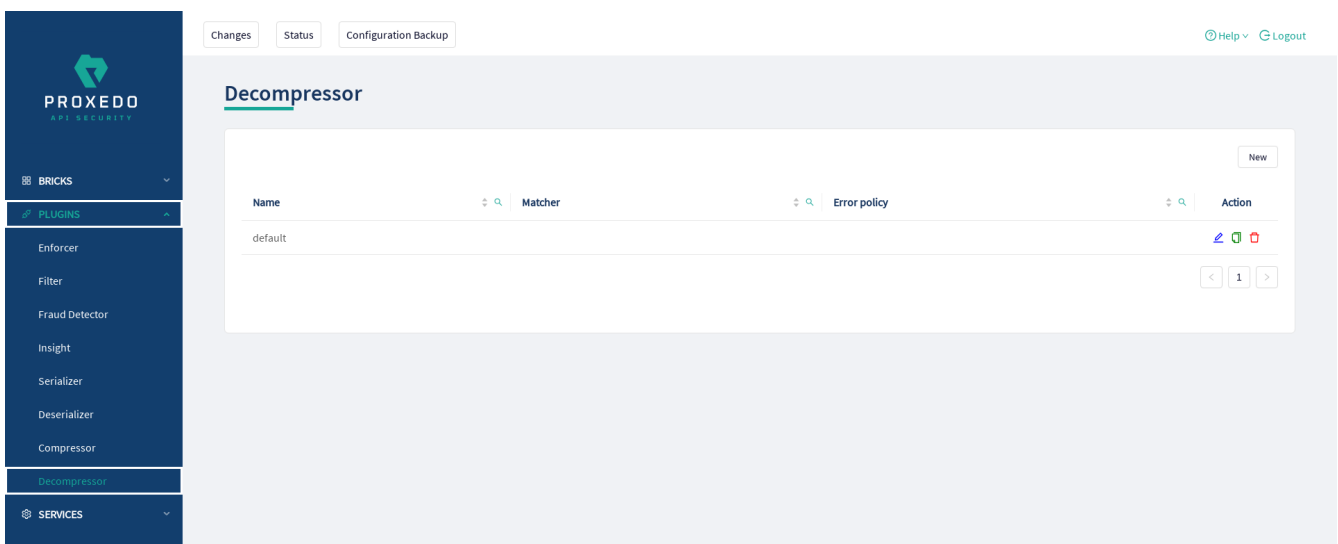 Changes Status Configuration Backup Help Logout
PROXEDO
API SECURITY
Decompressor
New
BRICKS
PLUGINS
Enforcer
Filter
Fraud Detector
Insight
Serializer
Deserializer
Compressor
Decompressor
SERVICES
Name Matcher Error policy Action
default
< 1 >